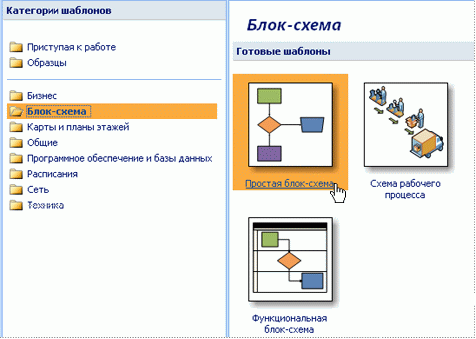 Категории шаблонов
Приступая к работе
Образцы
Бизнес
Блок-схема
Карты и планы этажей
Общие
Программное обеспечение и базы данных
Расписания
Сеть
Техника
Блок-схема
Готовые шаблоны
Простая блок-схема
Схема рабочего
процесса
Функциональная
блок-схема